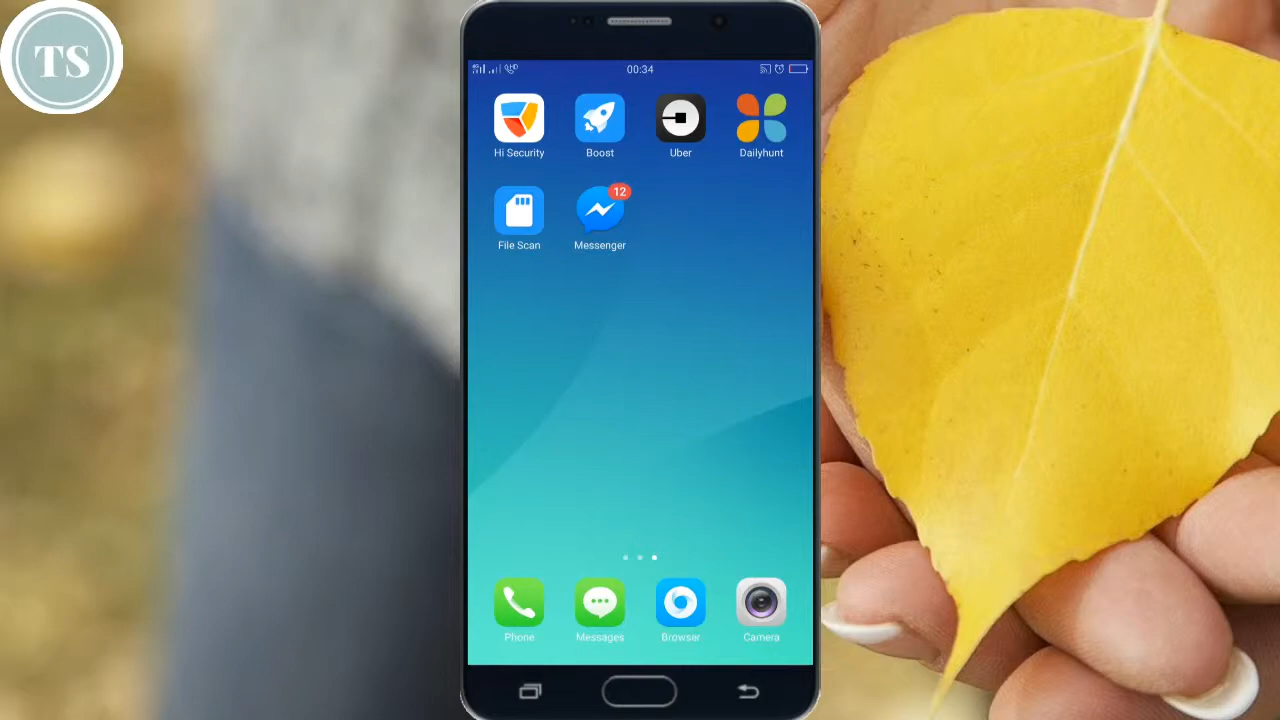 TS
00:34
Hi Security
Boost
Uber
Dailyhunt
12
File Scan
Messenger
Phone
Messages
Browser
Camera